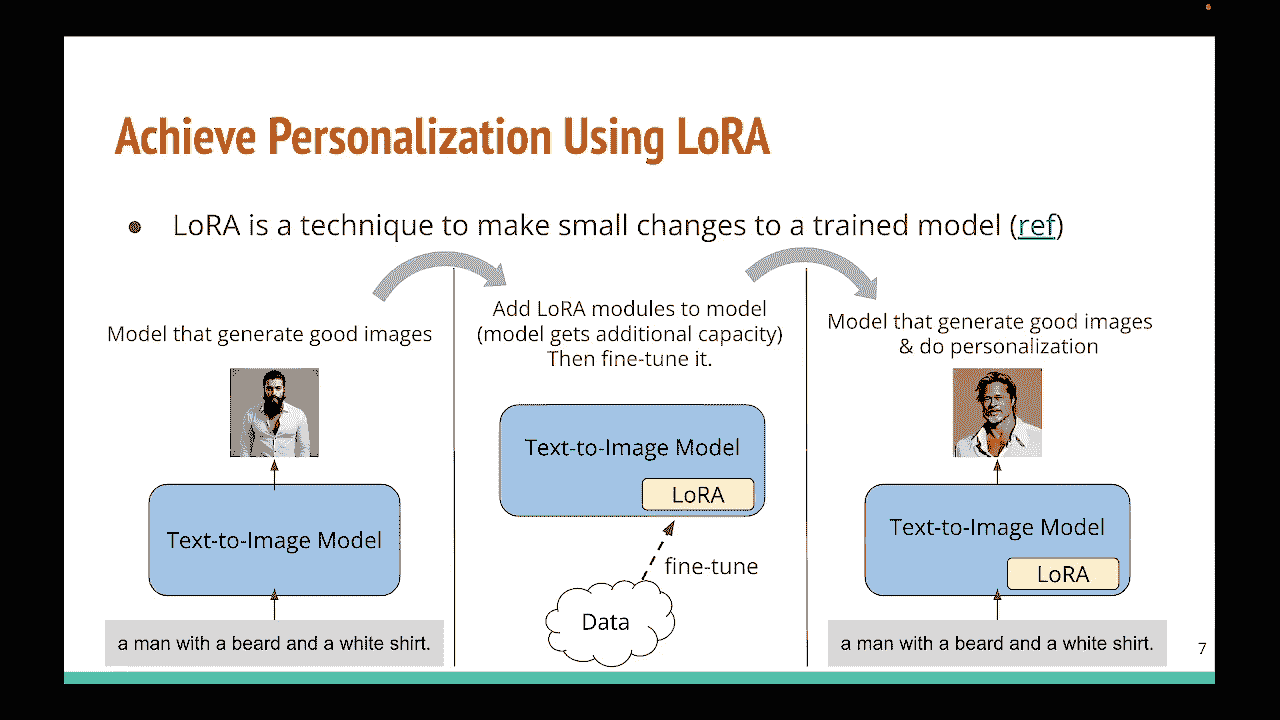 Achieve Personalization Using LoRA
● LoRA is a technique to make small changes to a trained model (ref)
Model that generate good images
Text-to-Image Model
a man with a beard and a white shirt.
Add LoRA modules to model
(model gets additional capacity)
Then fine-tune it.
Text-to-Image Model
LoRA
fine-tune
Data
Model that generate good images
& do personalization
Text-to-Image Model
LoRA
a man with a beard and a white shirt.
7